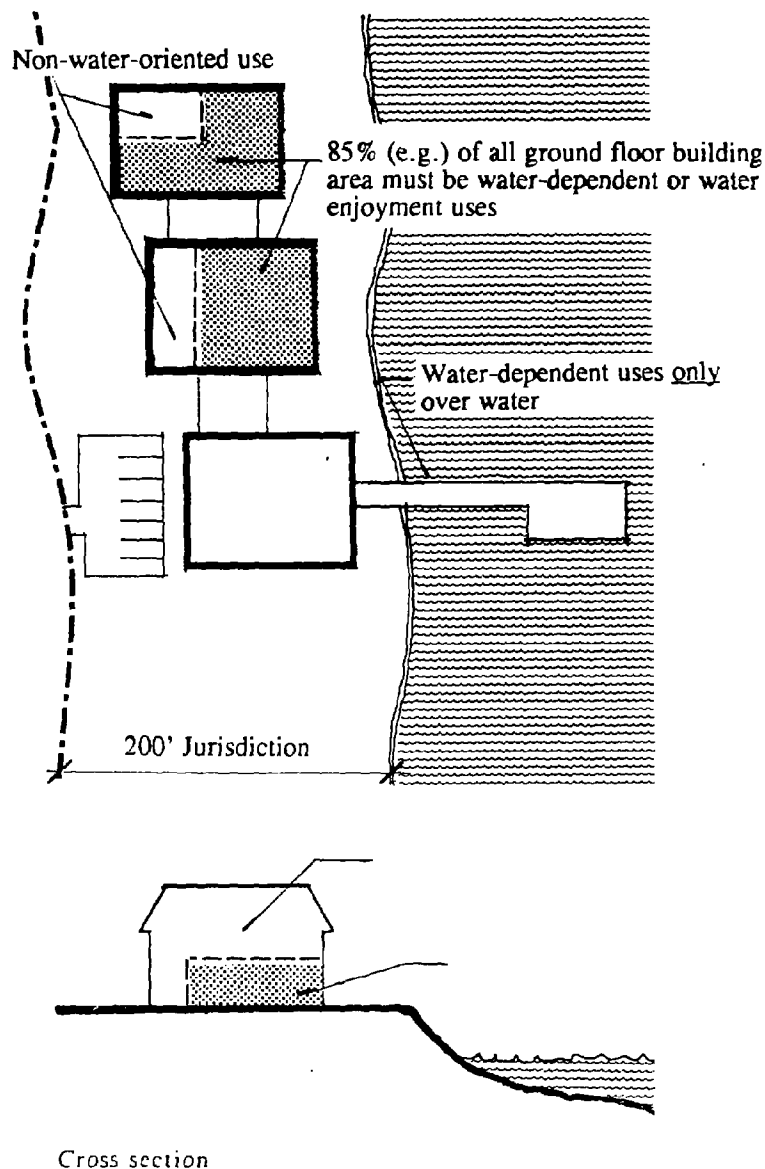 Non-water-oriented use
85% (e.g.) of all ground floor building
area must be water-dependent or water
enjoyment uses
Water-dependent uses only
over water
200' Jurisdiction
Cross section